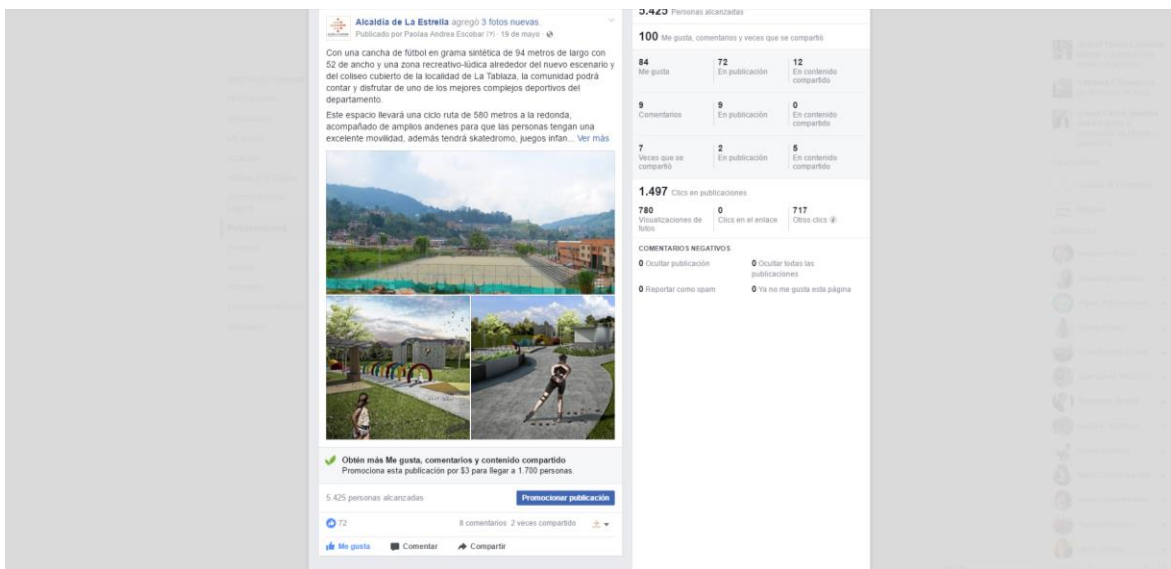 Alcaldía de La Estrella agregó 3 fotos nuevas.
Publicado por Paolaa Andrea Escobar [?] · 19 de mayo ·
Con una cancha de fútbol en grama sintética de 94 metros de largo con
52 de ancho y una zona recreativo-lúdica alrededor del nuevo escenario y
del coliseo cubierto de la localidad de La Tablaza, la comunidad podrá
contar y disfrutar de uno de los mejores complejos deportivos del
departamento.
Este espacio llevará una ciclo ruta de 580 metros a la redonda,
acompañado de amplios andenes para que las personas tengan una
excelente movilidad, además tendrá skatedromo, juegos infan... Ver más
Obtén más Me gusta, comentarios y contenido compartido
Promociona esta publicación por $3 para llegar a 1.700 personas.
5.425 personas alcanzadas
Promocionar publicación
72
8 comentarios 2 veces compartido
Me gusta Comentar Compartir
5.425 Personas alcanzadas
100 Me gusta, comentarios y veces que se compartió
84 72 12
Me gusta En publicación En contenido
compartido
9 9 0
Comentarios En publicación En contenido
compartido
7 2 5
Veces que se En publicación En contenido
compartió compartido
1.497 Clics en publicaciones
780 0 717
Visualizaciones de Clics en el enlace Otros clics
fotos
COMENTARIOS NEGATIVOS
0 Ocultar publicación 0 Ocultar todas las
publicaciones
0 Reportar como spam 0 Ya no me gusta esta página